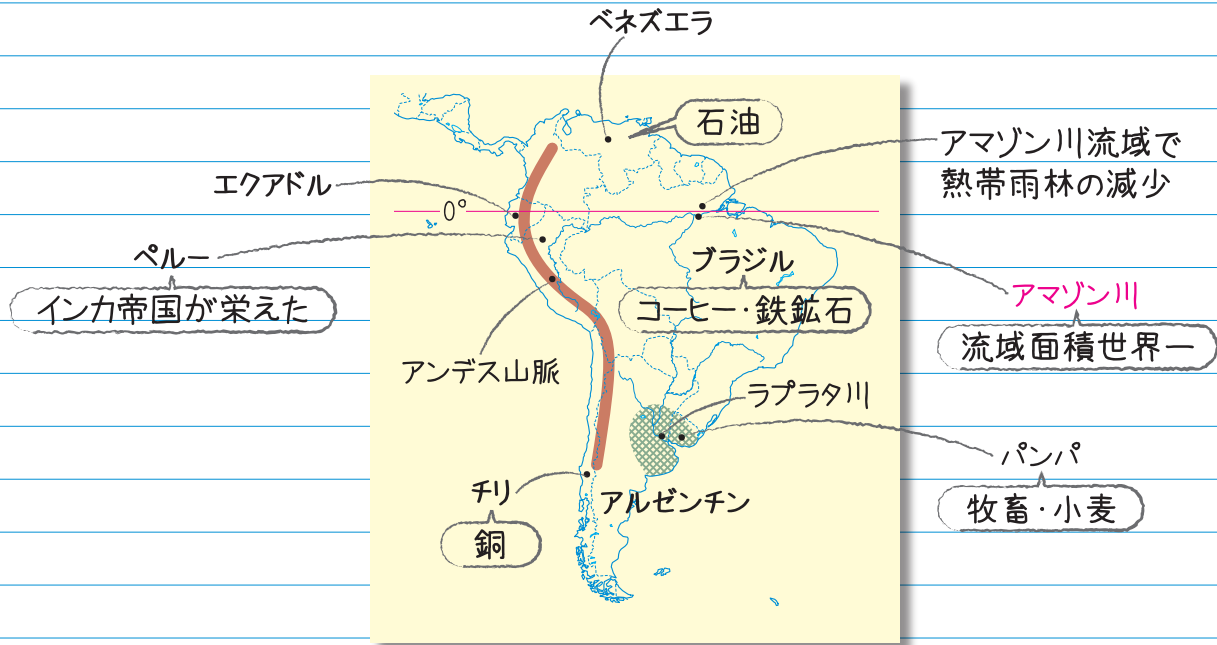 ベネズエラ
石油
アマゾン川流域で
熱帯雨林の減少
エクアドル
0°
ペルー
インカ帝国が栄えた
ブラジル
コーヒー・鉄鉱石
アマゾン川
流域面積世界一
アンデス山脈
ラプラタ川
パンパ
牧畜・小麦
チリ
銅
アルゼンチン